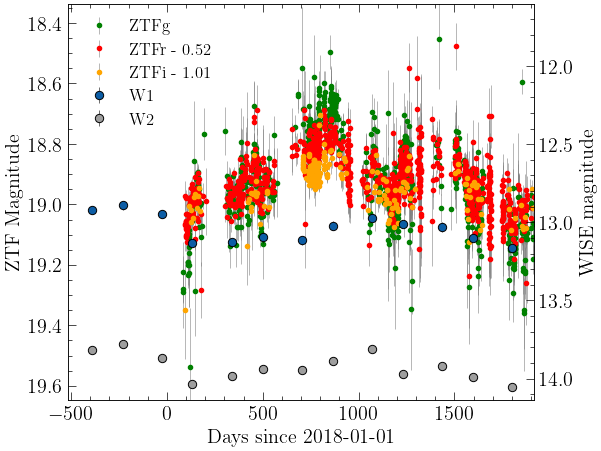 ZTFg
ZTFr - 0.52
ZTFi - 1.01
W1
W2
18.4
18.6
18.8
19.0
19.2
19.4
19.6
ZTF Magnitude
12.0
12.5
13.0
13.5
14.0
WISE magnitude
−500
0
500
1000
1500
Days since 2018-01-01